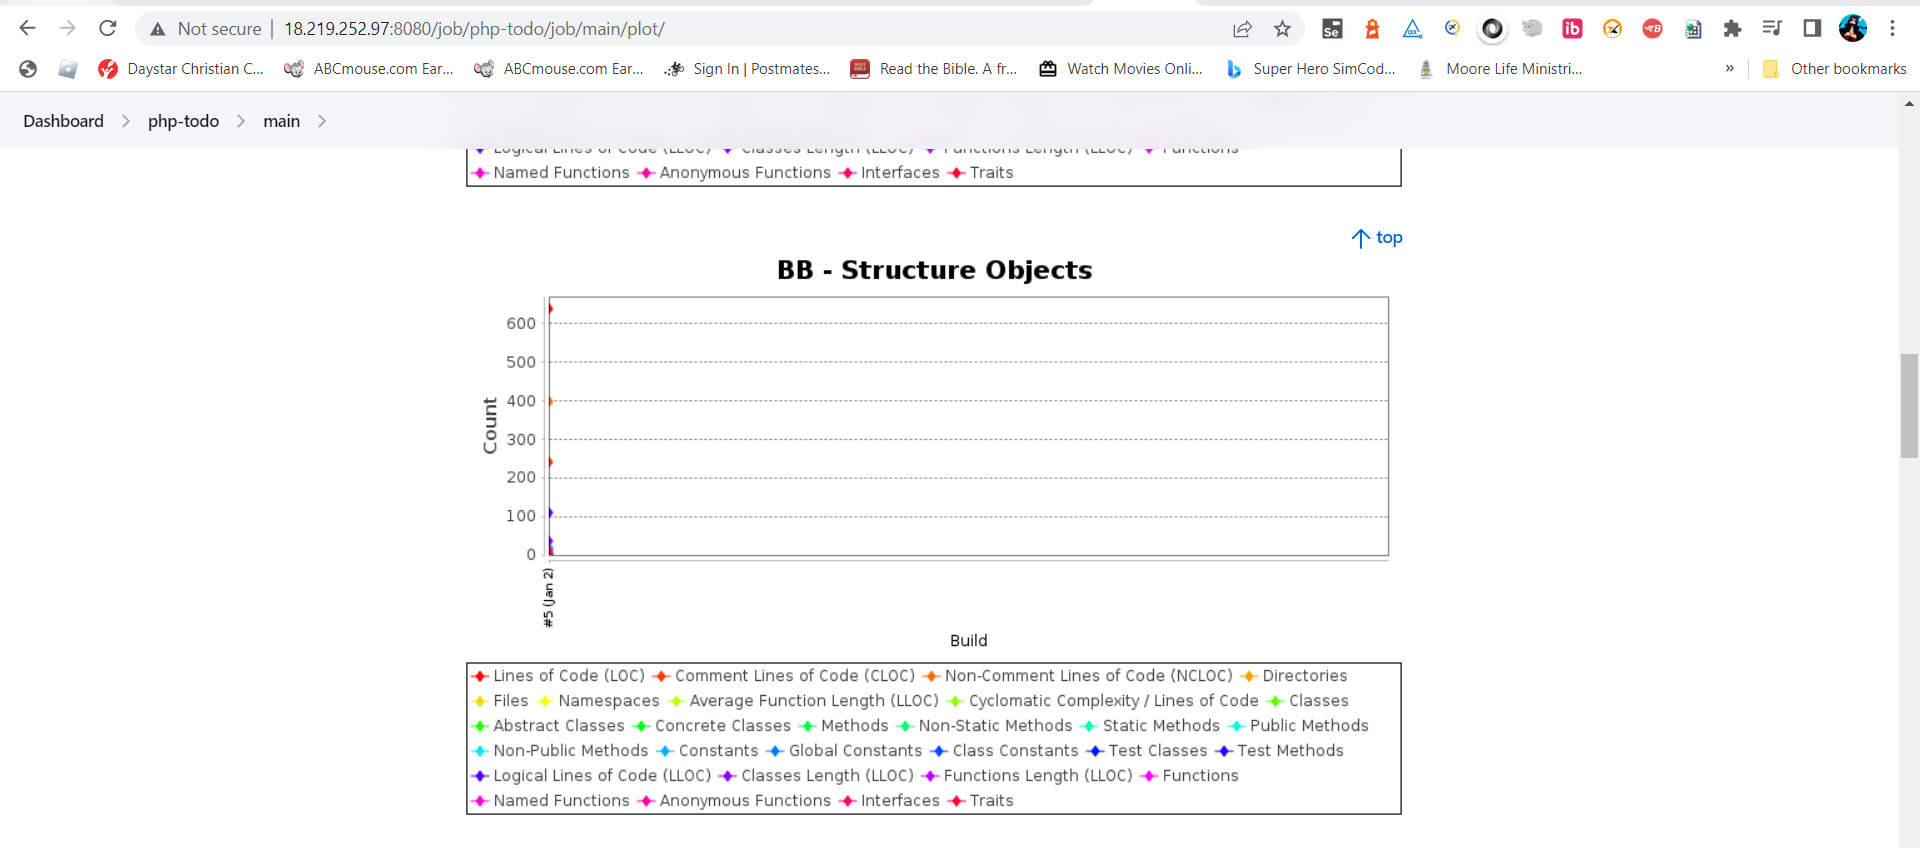 Not secure | 18.219.252.97:8080/job/php-todo/job/main/plot/
Daystar Christian C... ABCmouse.com Ear... ABCmouse.com Ear... Sign In | Postmates... Read the Bible. A fr... Watch Movies Onli... Super Hero SimCod... Moore Life Ministri... » Other bookmarks
Dashboard > php-todo > main >
Logical Lines of Code (LLOC) Classes Length (LLOC) Functions Length (LLOC) Functions
Named Functions Anonymous Functions Interfaces Traits
top
BB - Structure Objects
600
500
400
300
200
100
0
Count
#5 (Jan 2)
Build
Lines of Code (LOC) Comment Lines of Code (CLOC) Non-Comment Lines of Code (NCLOC) Directories
Files Namespaces Average Function Length (LLOC) Cyclomatic Complexity / Lines of Code Classes
Abstract Classes Concrete Classes Methods Non-Static Methods Static Methods Public Methods
Non-Public Methods Constants Global Constants Class Constants Test Classes Test Methods
Logical Lines of Code (LLOC) Classes Length (LLOC) Functions Length (LLOC) Functions
Named Functions Anonymous Functions Interfaces Traits